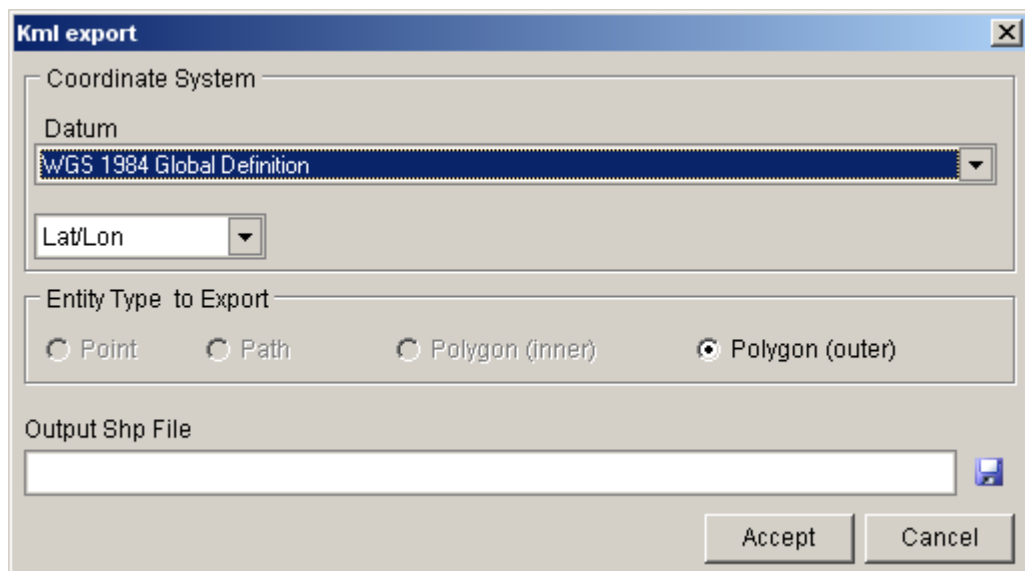 Kml export
Coordinate System
Datum
WGS 1984 Global Definition
Lat/Lon
Entity Type  to Export
Point Path Polygon (inner) Polygon (outer)
Output Shp File
Accept Cancel